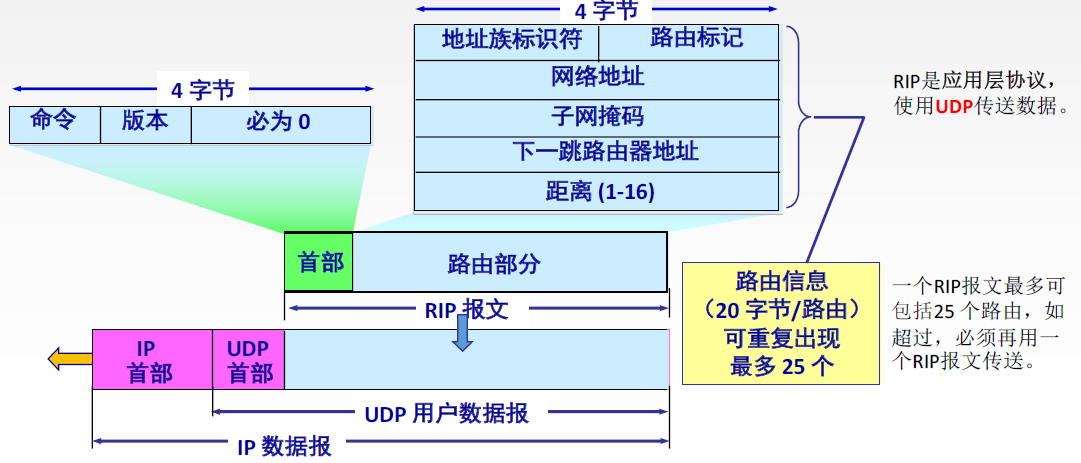 4 字节
地址族标识符
路由标记
网络地址
子网掩码
下一跳路由器地址
距离 (1-16)
4 字节
命令
版本
必为 0
RIP是应用层协议，
使用UDP传送数据。
首部
路由部分
RIP 报文
路由信息
（20 字节/路由）
可重复出现
最多 25 个
一个RIP报文最多可
包括25 个路由，如
超过，必须再用一
个RIP报文传送。
IP
首部
UDP
首部
UDP 用户数据报
IP 数据报